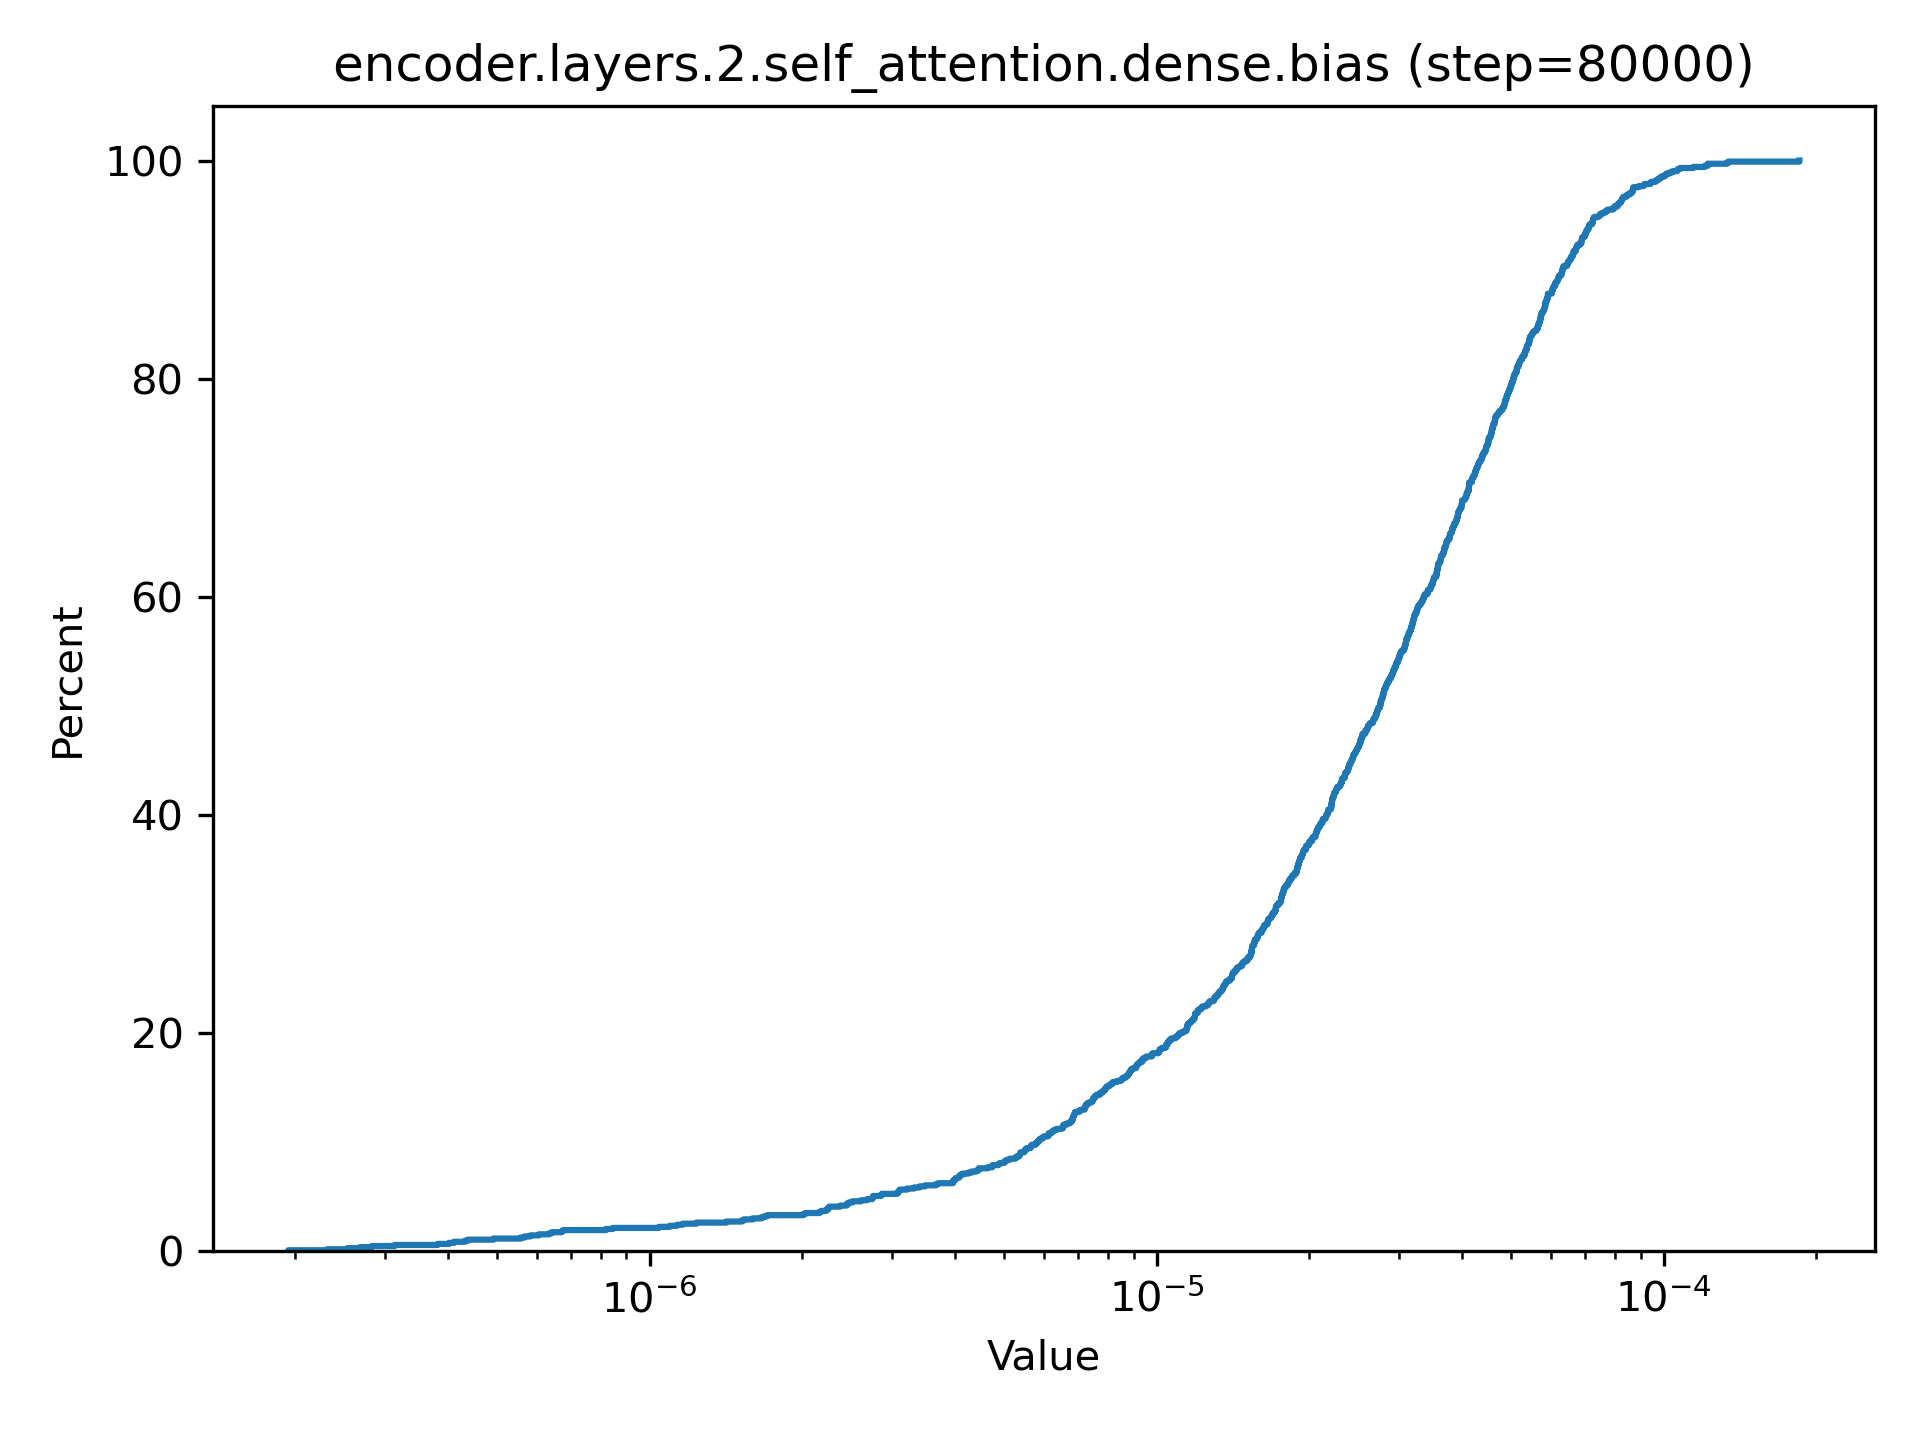 encoder.layers.2.self_attention.dense.bias (step=80000)
100
80
60
40
20
0
Percent
10⁻⁶ 10⁻⁵ 10⁻⁴
Value